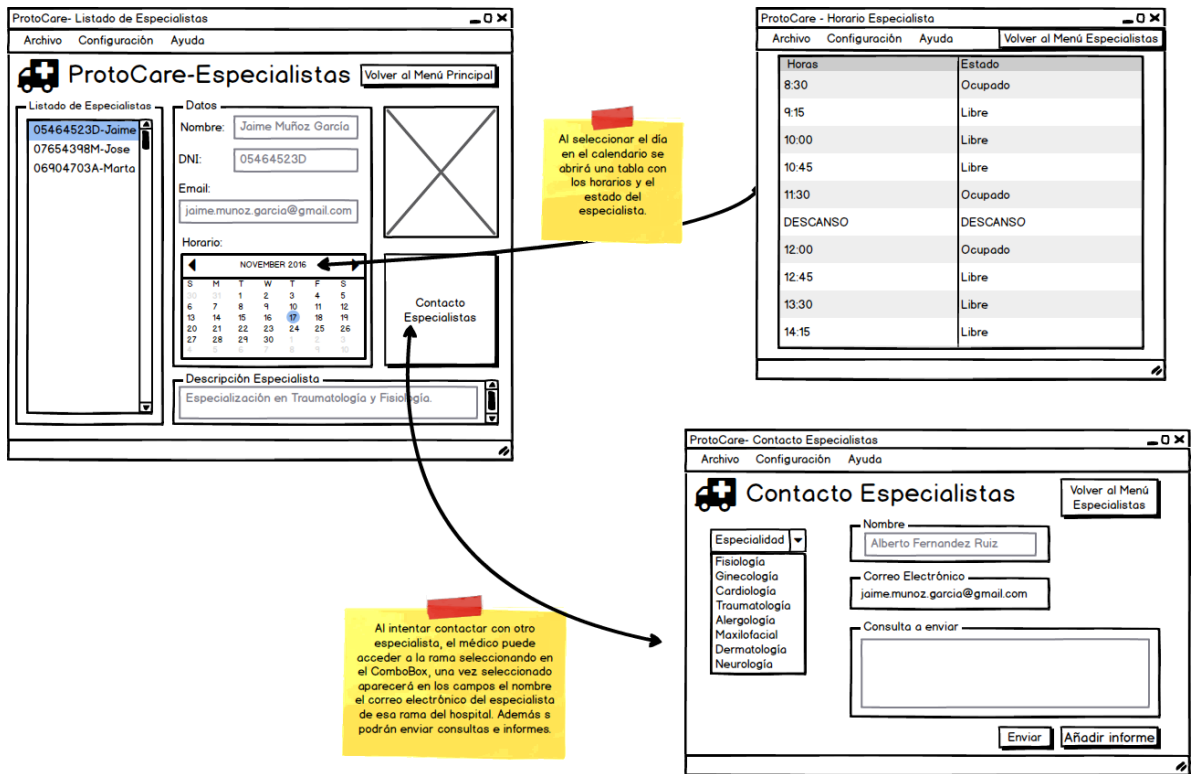 ProtoCare- Listado de Especialistas
Archivo Configuración Ayuda
ProtoCare-Especialistas
Volver al Menú Principal
Listado de Especialistas
05464523D-Jaime
07654398M-Jose
06904703A-Marta
Datos
Nombre: Jaime Muñoz García
DNI: 05464523D
Email:
jaime.munoz.garcia@gmail.com
Horario:
NOVEMBER 2016
S M T W T F S
30 31 1 2 3 4 5
6 7 8 9 10 11 12
13 14 15 16 17 18 19
20 21 22 23 24 25 26
27 28 29 30 1 2 3
4 5 6 7 8 9 10
Contacto
Especialistas
Descripción Especialista
Especialización en Traumatología y Fisiología.
Al seleccionar el día
en el calendario se
abrirá una tabla con
los horarios y el
estado del
especialista.
ProtoCare - Horario Especialista
Archivo Configuración Ayuda
Volver al Menú Especialistas
Horas Estado
8:30 Ocupado
9:15 Libre
10:00 Libre
10:45 Libre
11:30 Ocupado
DESCANSO DESCANSO
12:00 Ocupado
12:45 Libre
13:30 Libre
14:15 Libre
Al intentar contactar con otro
especialista, el médico puede
acceder a la rama seleccionando en
el ComboBox, una vez seleccionado
aparecerá en los campos el nombre
el correo electrónico del especialista
de esa rama del hospital. Además s
podrán enviar consultas e informes.
ProtoCare- Contacto Especialistas
Archivo Configuración Ayuda
Contacto Especialistas
Volver al Menú
Especialistas
Especialidad
Fisiología
Ginecología
Cardiología
Traumatología
Alergología
Maxilofacial
Dermatología
Neurología
Nombre
Alberto Fernandez Ruiz
Correo Electrónico
jaime.munoz.garcia@gmail.com
Consulta a enviar
Enviar
Añadir informe